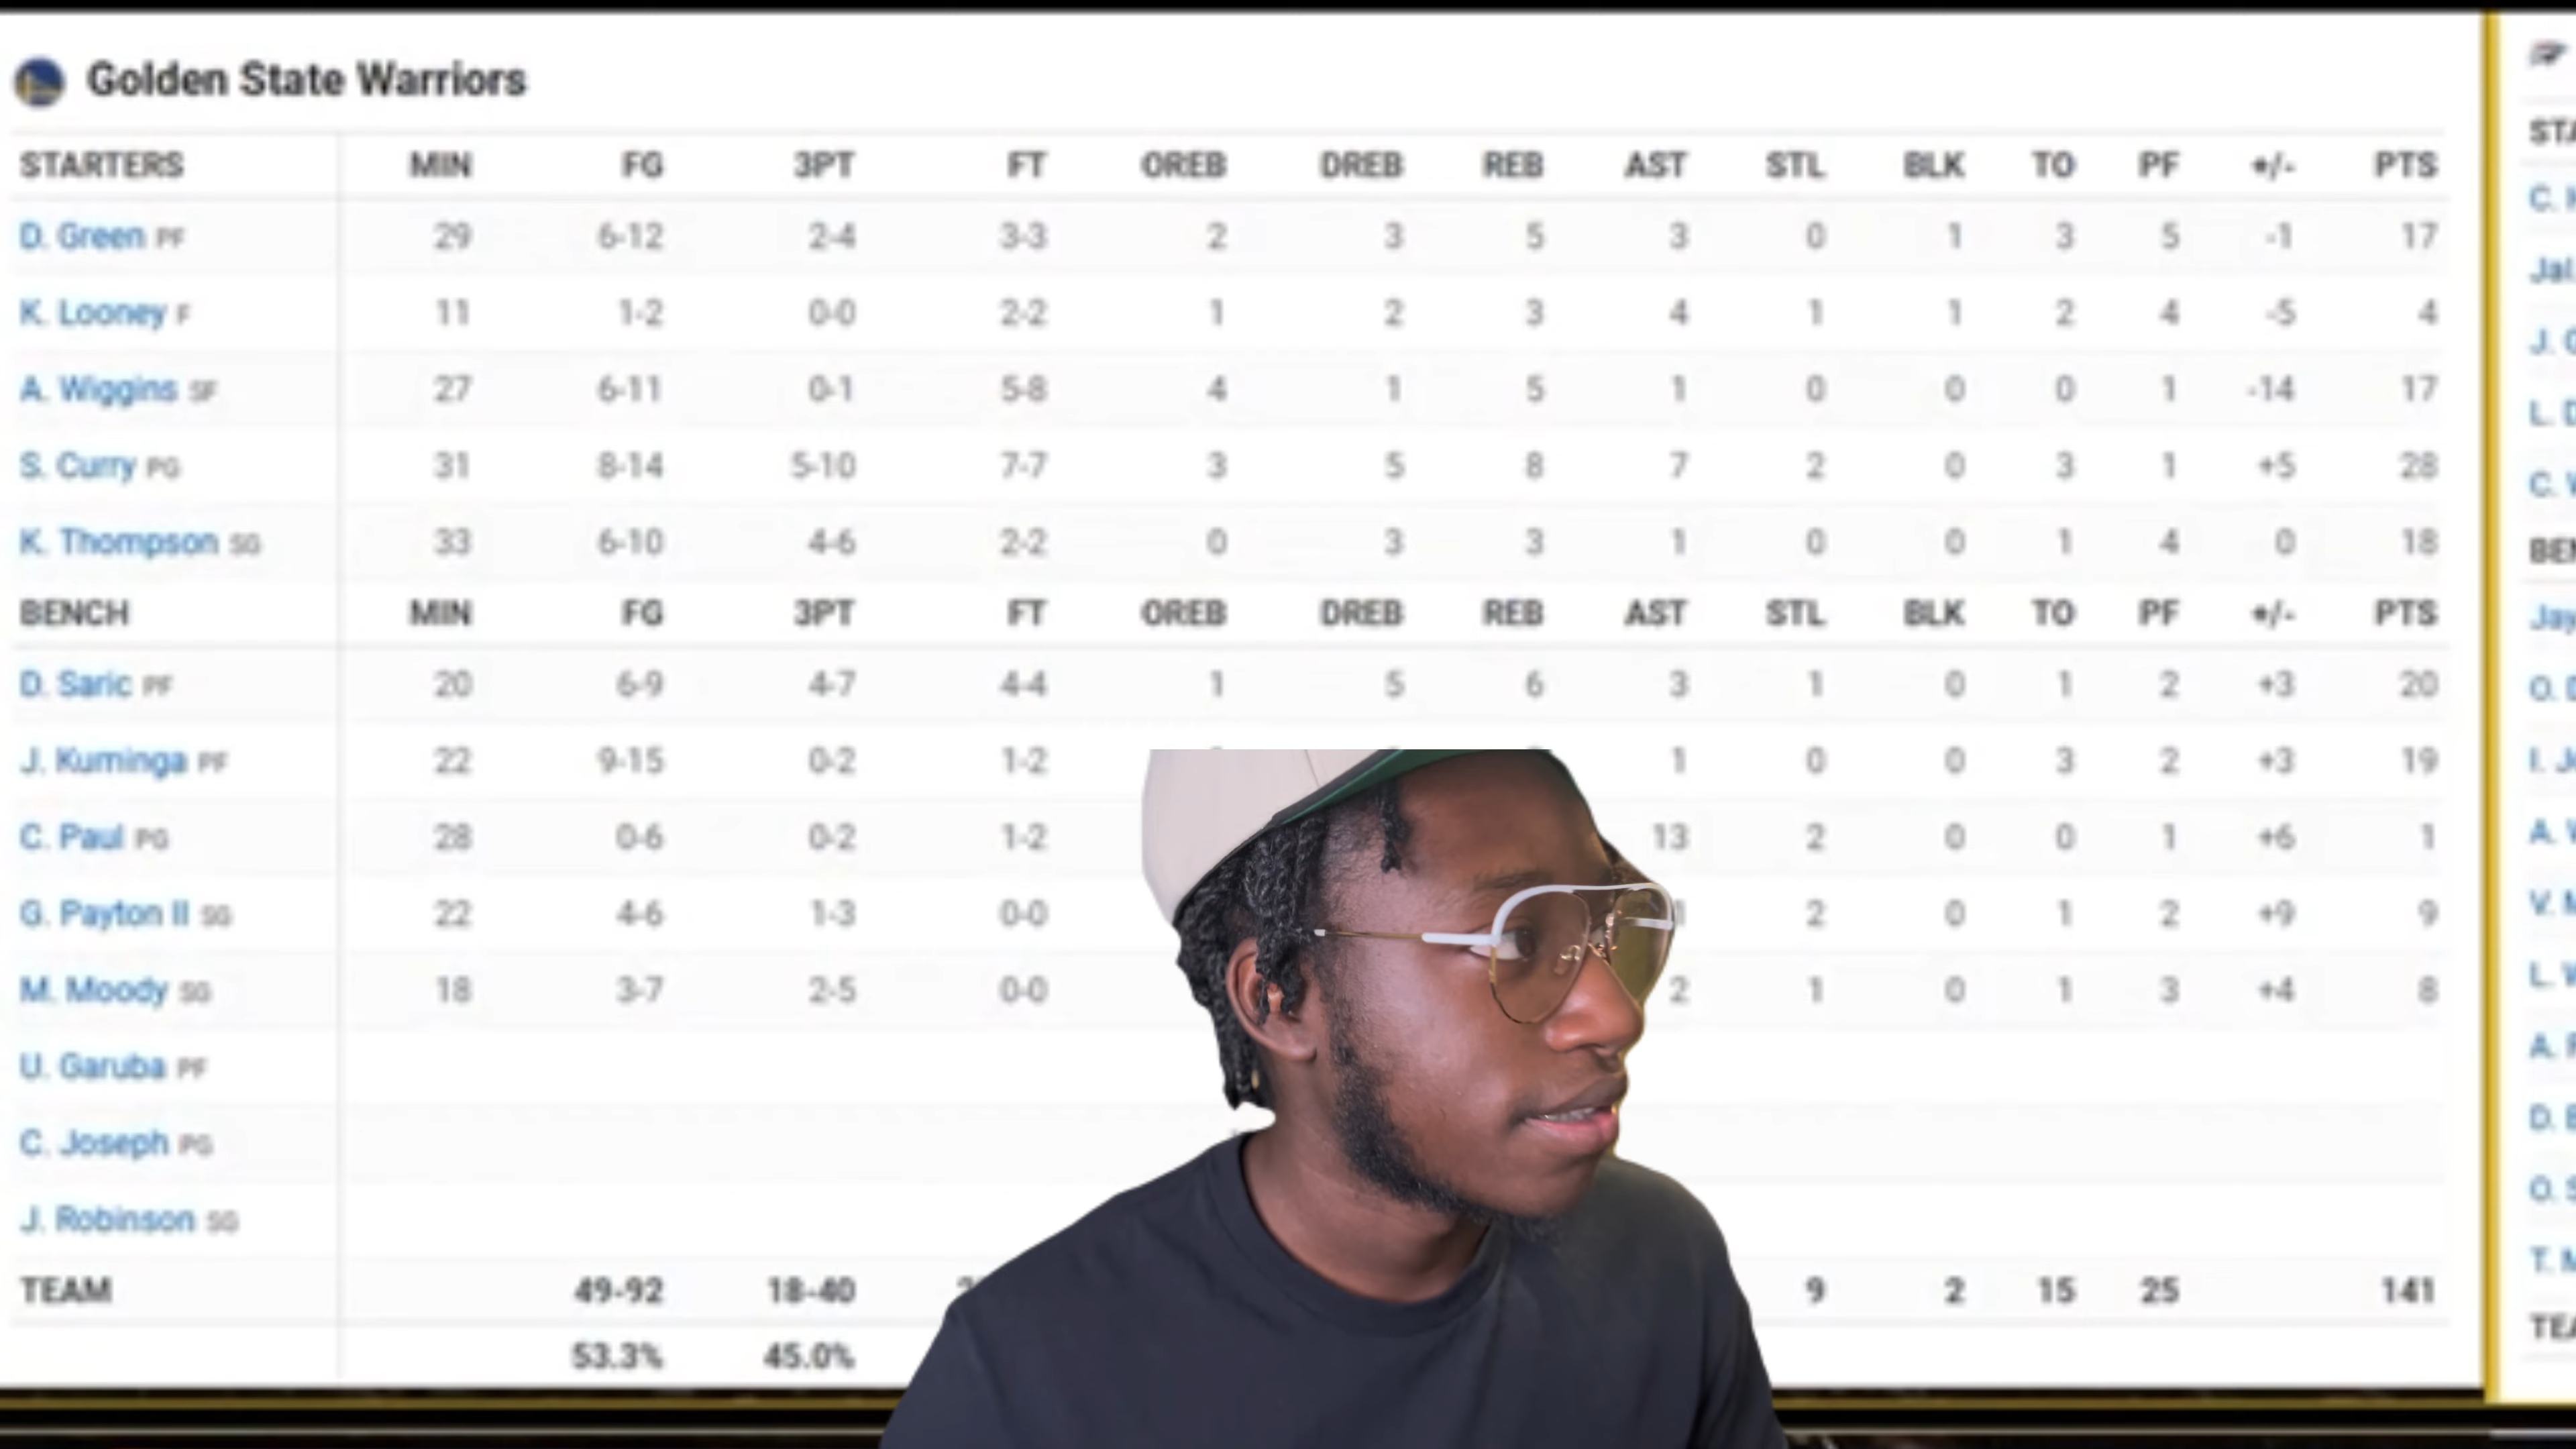 Golden State Warriors
STARTERS MIN FG 3PT FT OREB DREB REB AST STL BLK TO PF +/- PTS
D. Green PF 29 6-12 2-4 3-3 2 3 5 3 0 1 3 5 -1 17
K. Looney F 11 1-2 0-0 2-2 1 2 3 4 1 1 2 4 -5 4
A. Wiggins SF 27 6-11 0-1 5-8 4 1 5 1 0 0 0 1 -14 17
S. Curry PG 31 8-14 5-10 7-7 3 5 8 7 2 0 3 1 +5 28
K. Thompson SG 33 6-10 4-6 2-2 0 3 3 1 0 0 1 4 0 18
BENCH MIN FG 3PT FT OREB DREB REB AST STL BLK TO PF +/- PTS
D. Saric PF 20 6-9 4-7 4-4 1 5 6 3 1 0 1 2 +3 20
J. Kuminga PF 22 9-15 0-2 1-2 1 0 0 3 2 +3 19
C. Paul PG 28 0-6 0-2 1-2 13 2 0 0 1 +6 1
G. Payton II SG 22 4-6 1-3 0-0 1 2 0 1 2 +9 9
M. Moody SG 18 3-7 2-5 0-0 2 1 0 1 3 +4 8
U. Garuba PF
C. Joseph PG
J. Robinson SG
TEAM 49-92 18-40 9 2 15 25 141
53.3% 45.0%
STA
C.
Jal.
J.
L. D
C.
BEN
Jay
O.
I.
A.
V.
L.
A.
D.
O.
T.
TEA